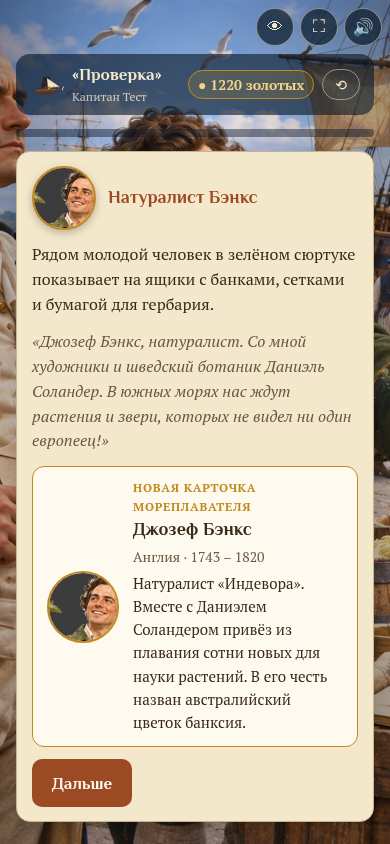 «Проверка»
Капитан Тест
● 1220 золотых
Натуралист Бэнкс
Рядом молодой человек в зелёном сюртуке
показывает на ящики с банками, сетками
и бумагой для гербария.
«Джозеф Бэнкс, натуралист. Со мной
художники и шведский ботаник Даниэль
Соландер. В южных морях нас ждут
растения и звери, которых не видел ни один
европеец!»
НОВАЯ КАРТОЧКА
МОРЕПЛАВАТЕЛЯ
Джозеф Бэнкс
Англия · 1743 – 1820
Натуралист «Индевора».
Вместе с Даниэлем
Соландером привёз из
плавания сотни новых для
науки растений. В его честь
назван австралийский
цветок банксия.
Дальше